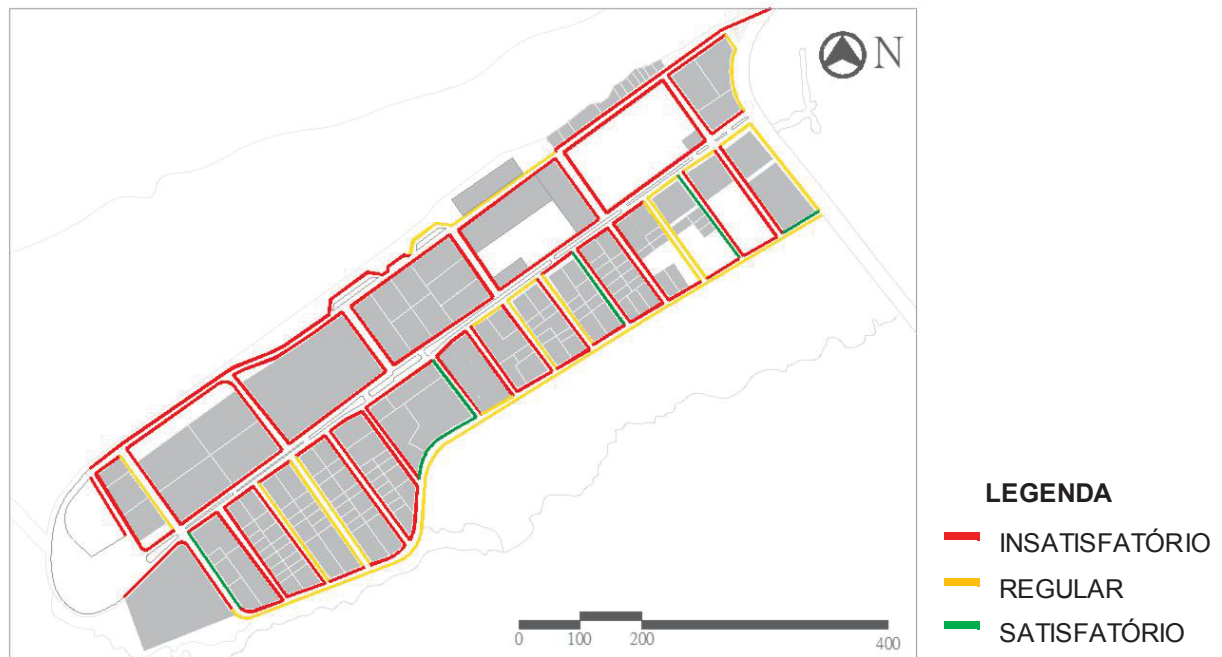 N
LEGENDA
INSATISFATÓRIO
REGULAR
SATISFATÓRIO
0 100 200 400